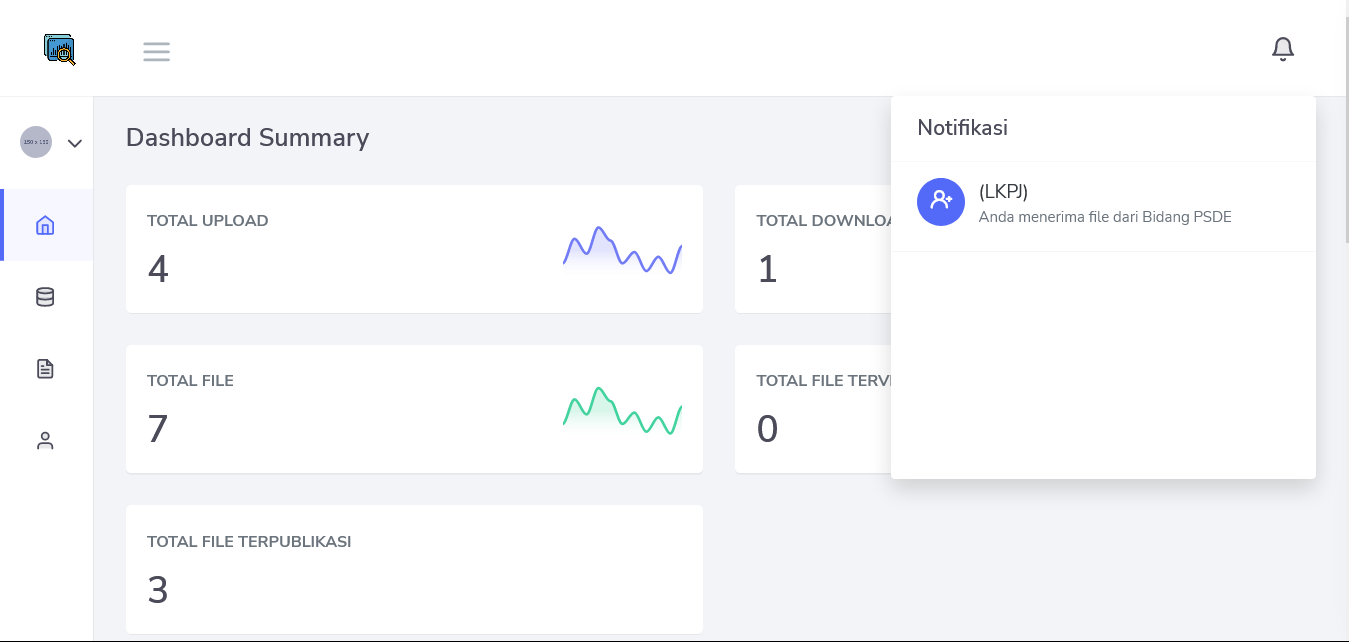 Notifikasi
(LKPJ)
Anda menerima file dari Bidang PSDE
Dashboard Summary
TOTAL UPLOAD
4
TOTAL DOWNLOA
1
TOTAL FILE
7
TOTAL FILE TERV
0
TOTAL FILE TERPUBLIKASI
3